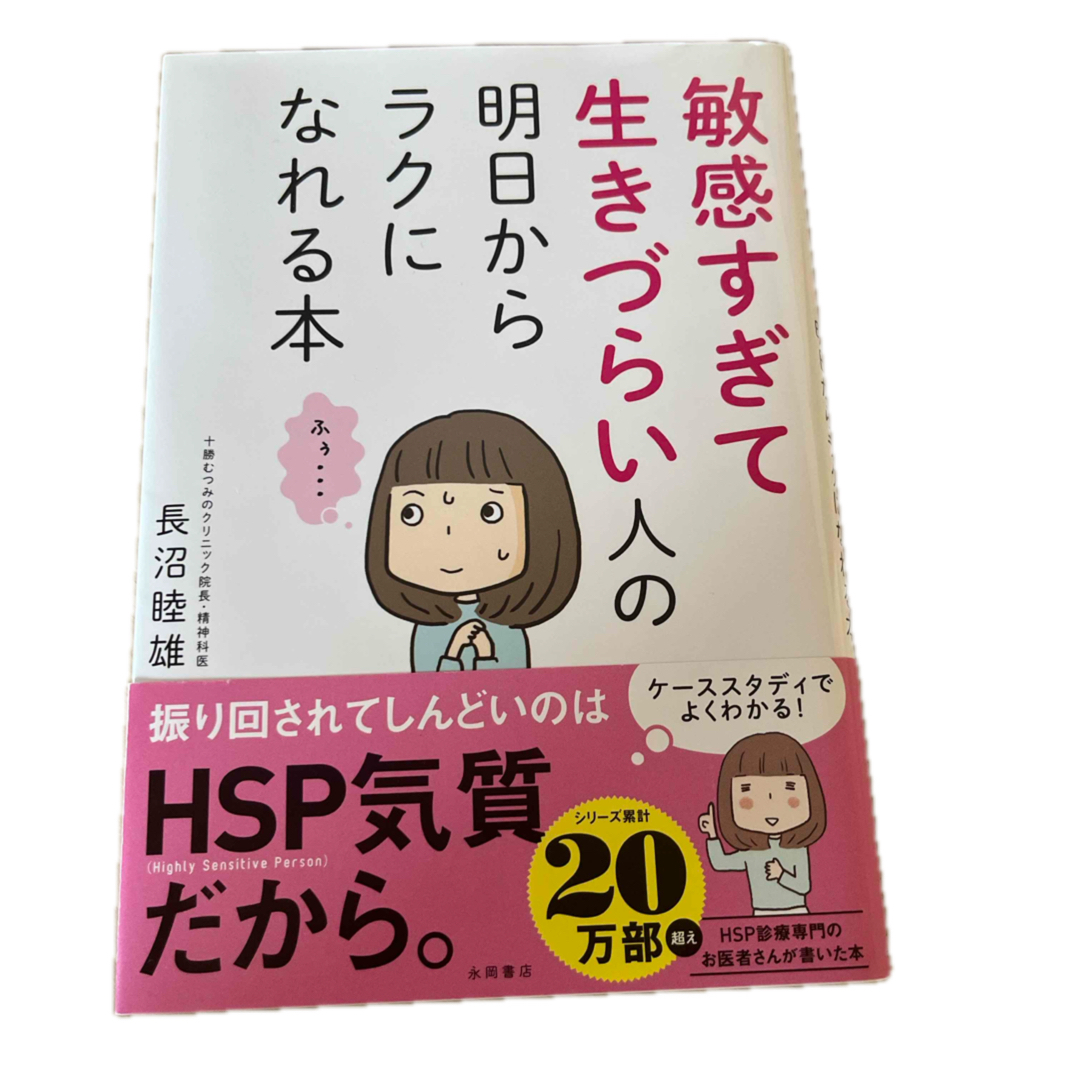 敏感すぎて
生きづらい人の
明日から
ラクに
なれる本
ふぅ…
十勝むつみのクリニック院長・精神科医
長沼睦雄
振り回されてしんどいのは
HSP気質
(Highly Sensitive Person)
だから。
ケーススタディで
よくわかる!
シリーズ累計
20
万部
超え
HSP診療専門の
お医者さんが書いた本
永岡書店